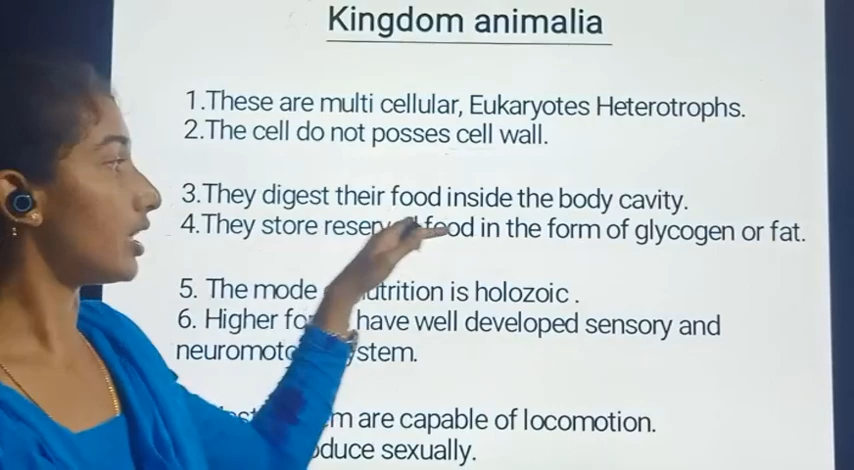 Kingdom animalia
1.These are multi cellular, Eukaryotes Heterotrophs.
2.The cell do not posses cell wall.
3.They digest their food inside the body cavity.
4.They store food in the form of glycogen or fat.
5. The mode is holozoic .
6. Higher have well developed sensory and
are capable of locomotion.
sexually.